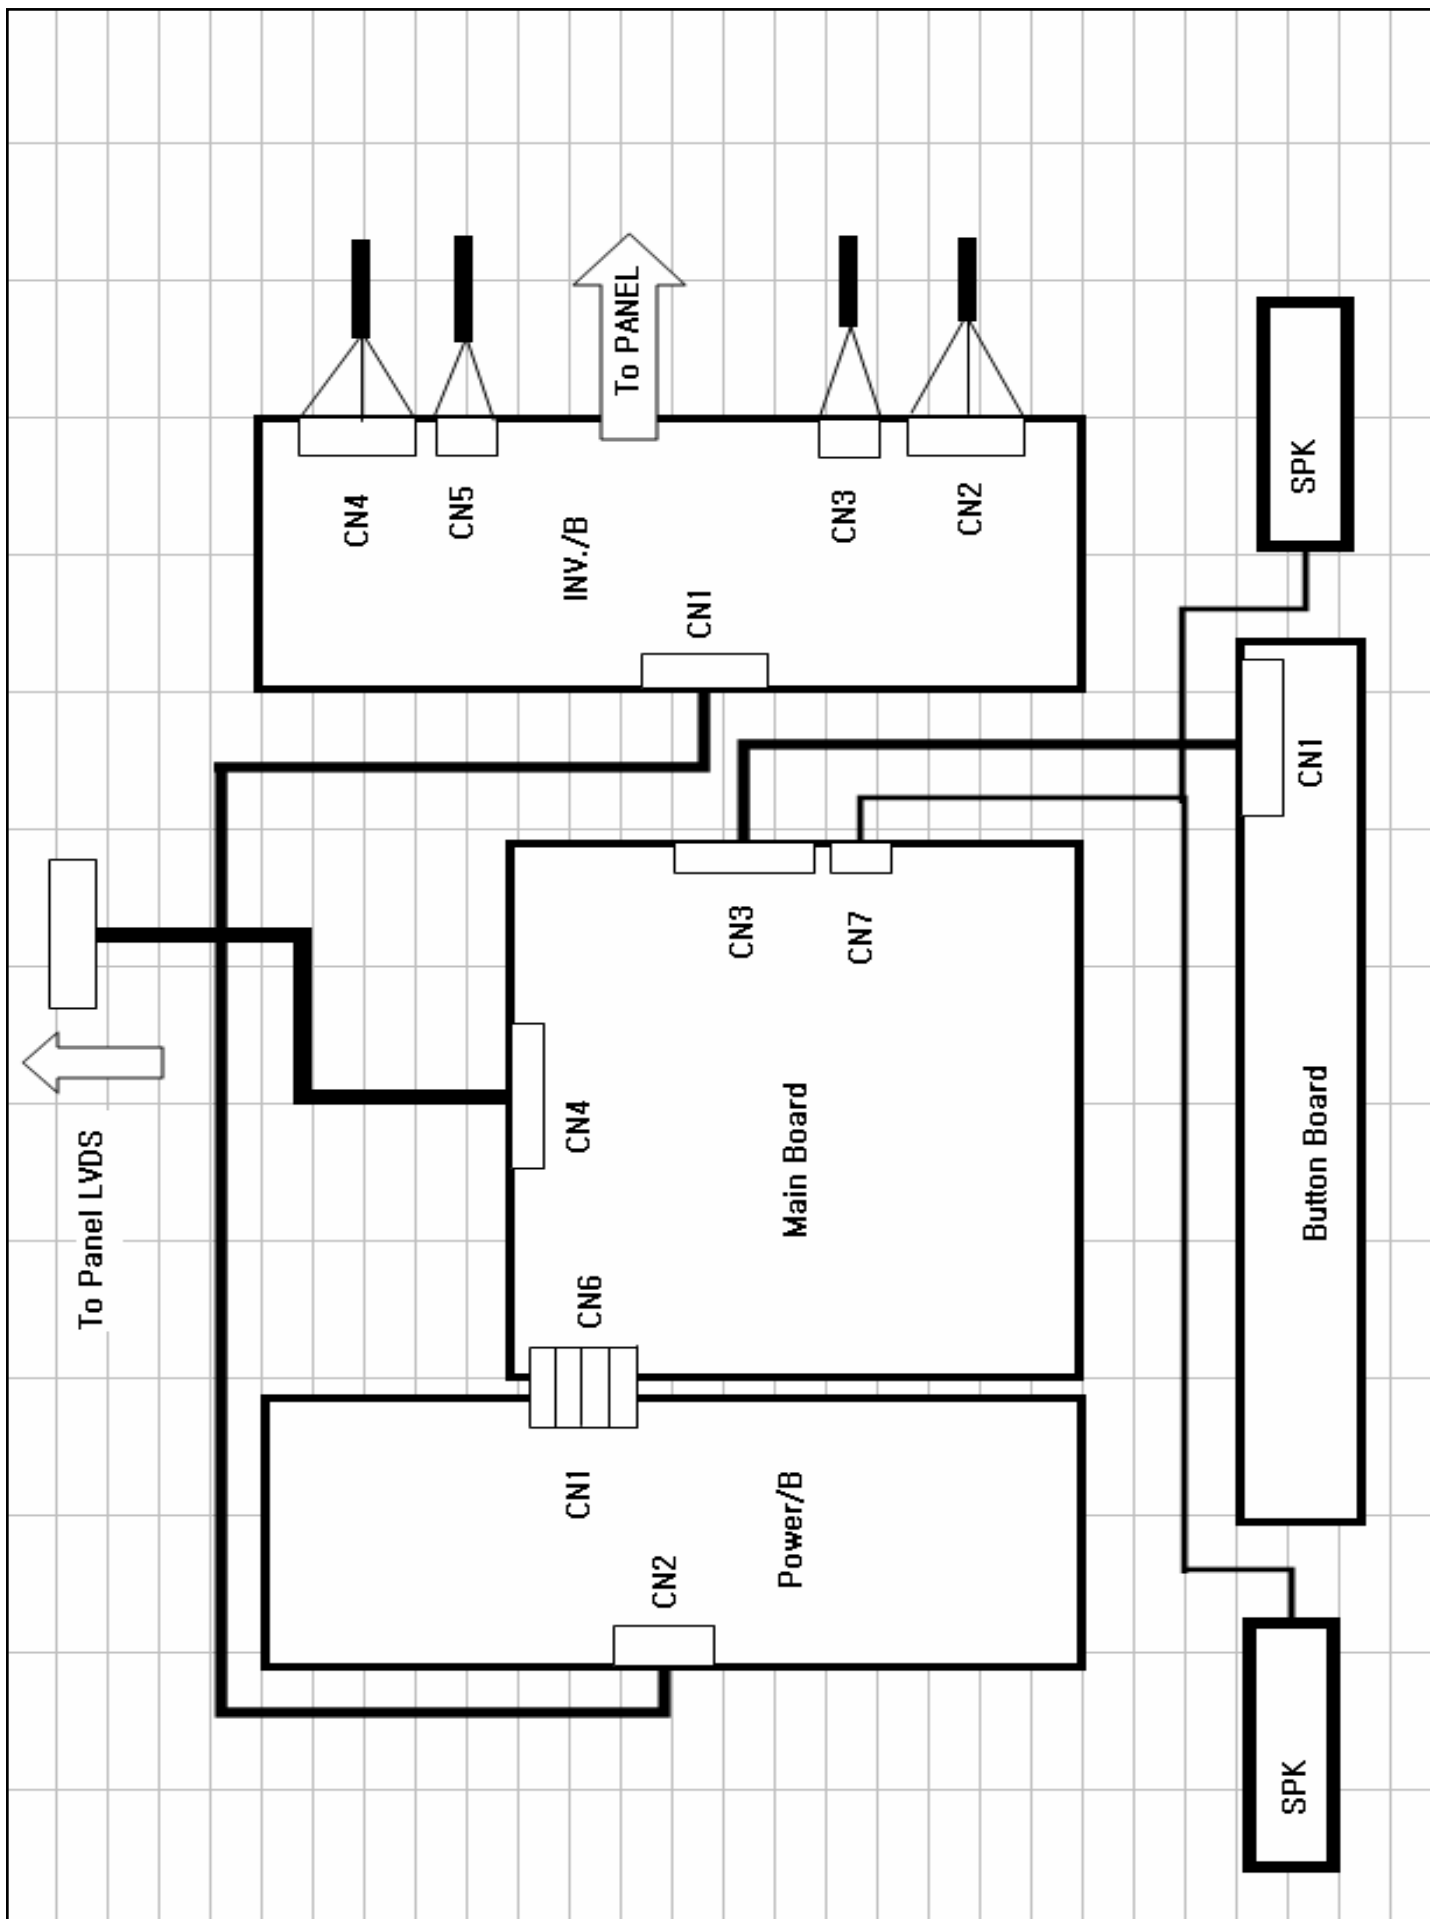 To PANEL
CN4
CN5
CN3
CN2
INV./B
CN1
SPK
CN1
CN3
CN7
To Panel LVDS
CN4
Main Board
Button Board
CN6
CN1
Power/B
CN2
SPK